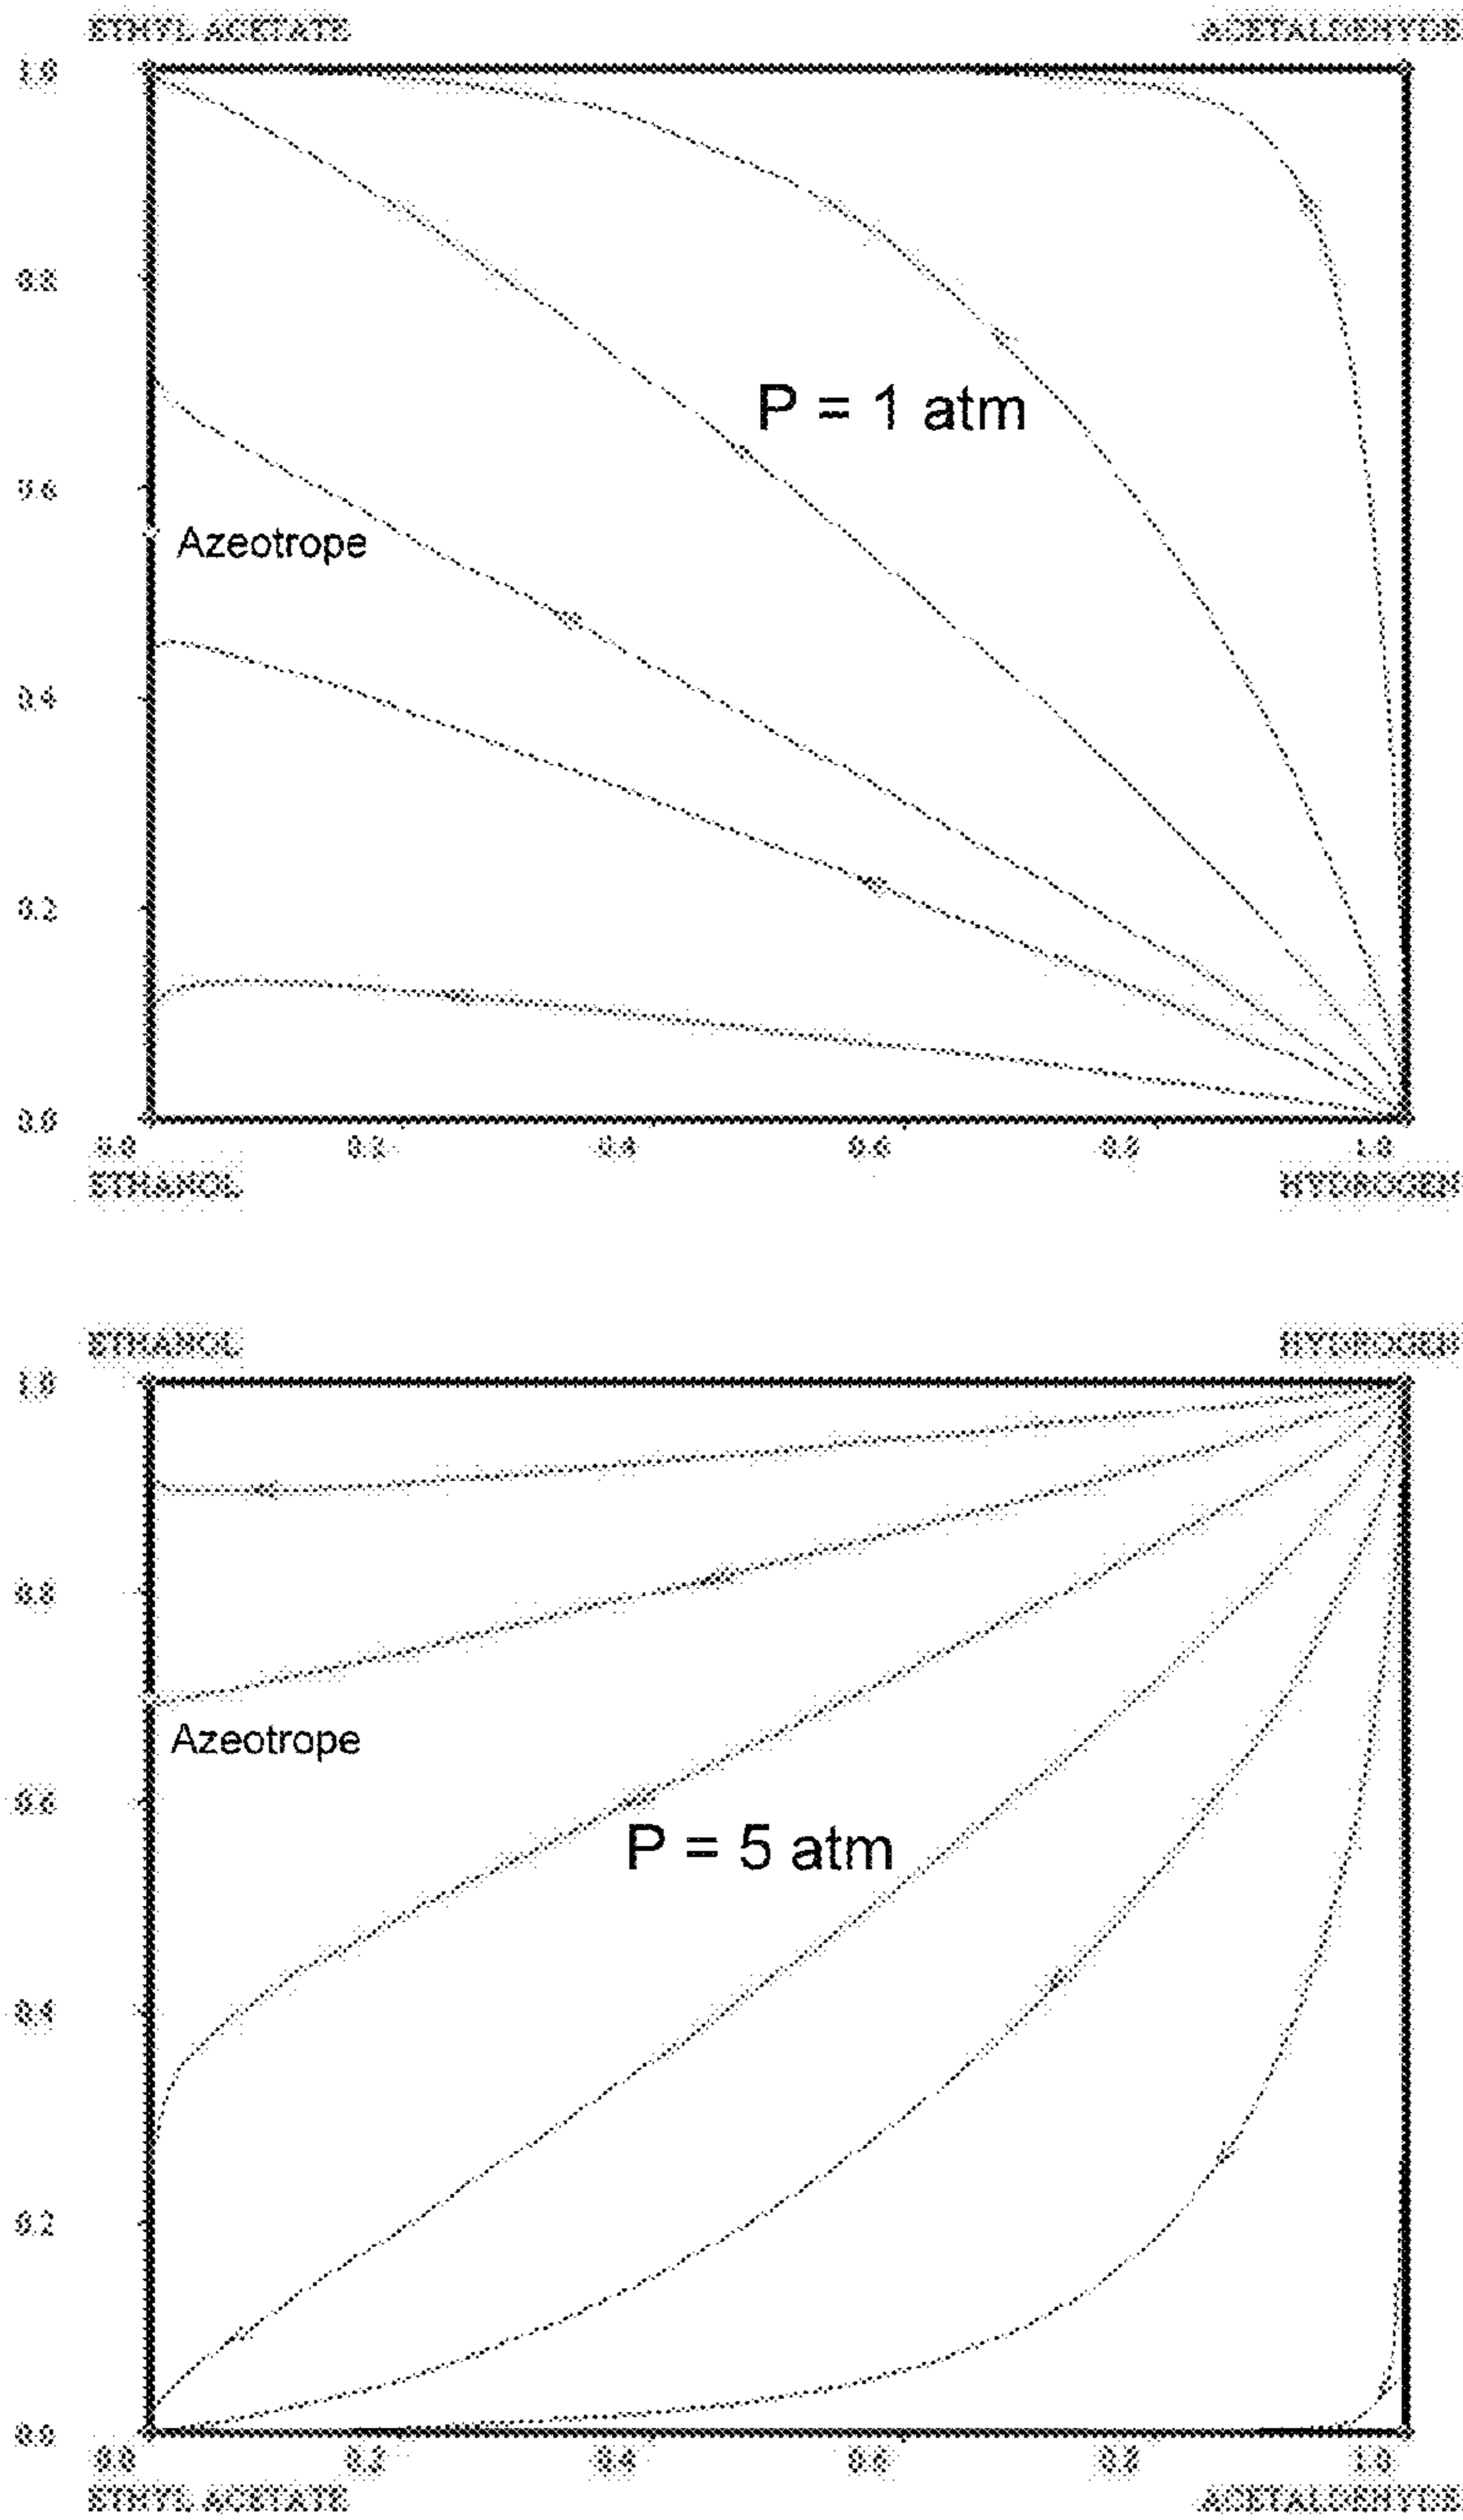 ETHYL ACETATE ACETALDEHYDE
1.0
0.8
P = 1 atm
0.6
Azeotrope
0.4
0.2
0.0
0.0 0.2 0.4 0.6 0.8 1.0
ETHANOL HYDROGEN
ETHANOL HYDROGEN
1.0
0.8
Azeotrope
0.6
P = 5 atm
0.4
0.2
0.0
0.0 0.2 0.4 0.6 0.8 1.0
ETHYL ACETATE ACETALDEHYDE